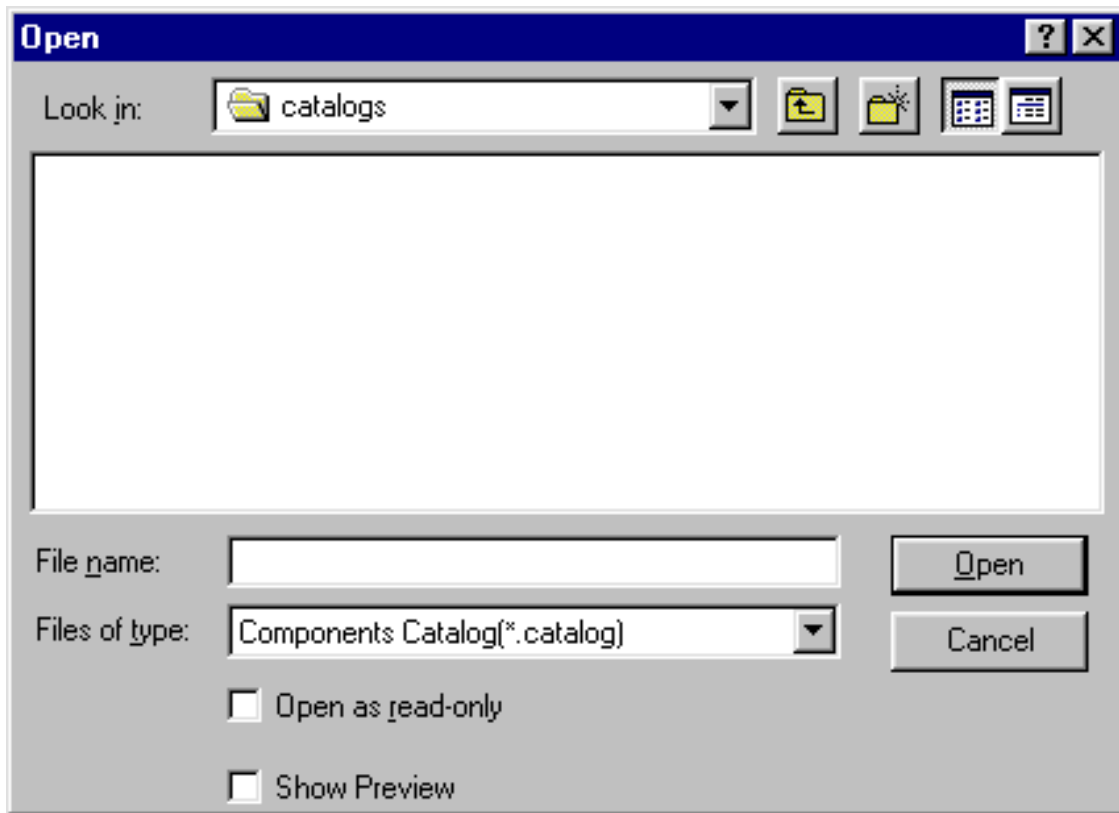 Open
Look in: catalogs
File name: Open
Files of type: Components Catalog(*.catalog) Cancel
Open as read-only
Show Preview